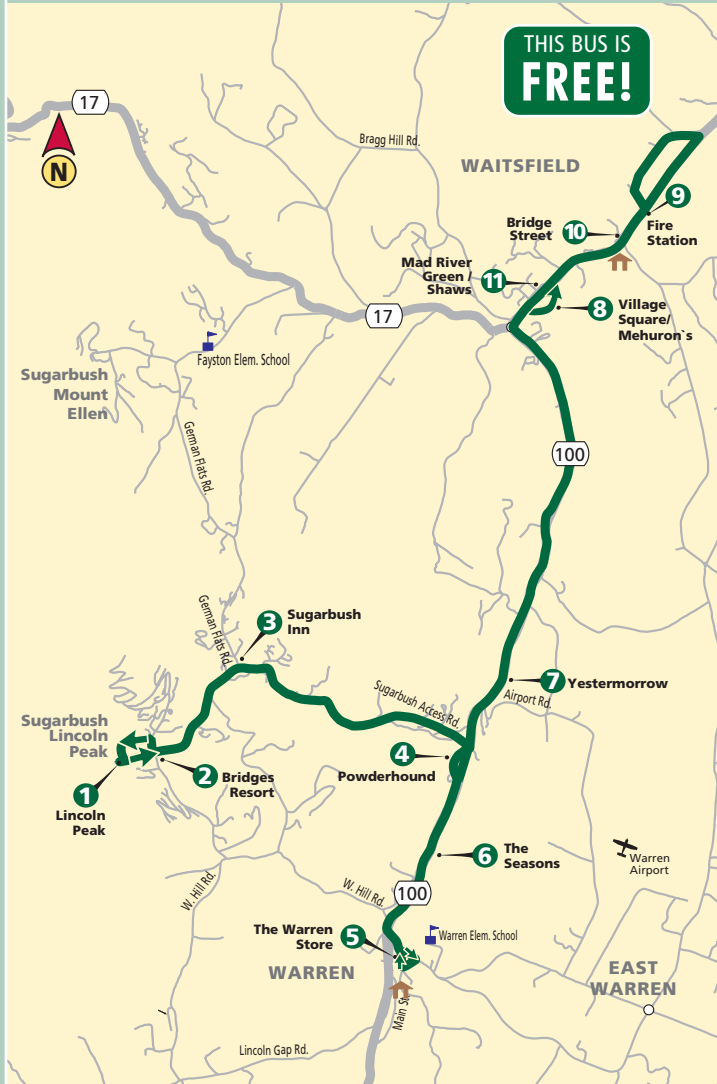 THIS BUS IS
FREE!
17
N
Bragg Hill Rd.
WAITSFIELD
9
Fire
Station
Bridge
Street
10
Mad River
Green /
Shaws
11
8
Village
Square/
Mehuron`s
17
Fayston Elem. School
Sugarbush
Mount
Ellen
German Flats Rd.
100
German Flats Rd.
3
Sugarbush
Inn
7
Yestermorrow
Airport Rd.
Sugarbush Access Rd.
Sugarbush
Lincoln
Peak
4
Powderhound
2
Bridges
Resort
1
Lincoln
Peak
6
The
Seasons
Warren
Airport
W. Hill Rd.
W. Hill Rd.
100
The Warren
Store
5
Warren Elem. School
WARREN
EAST
WARREN
Main St.
Lincoln Gap Rd.